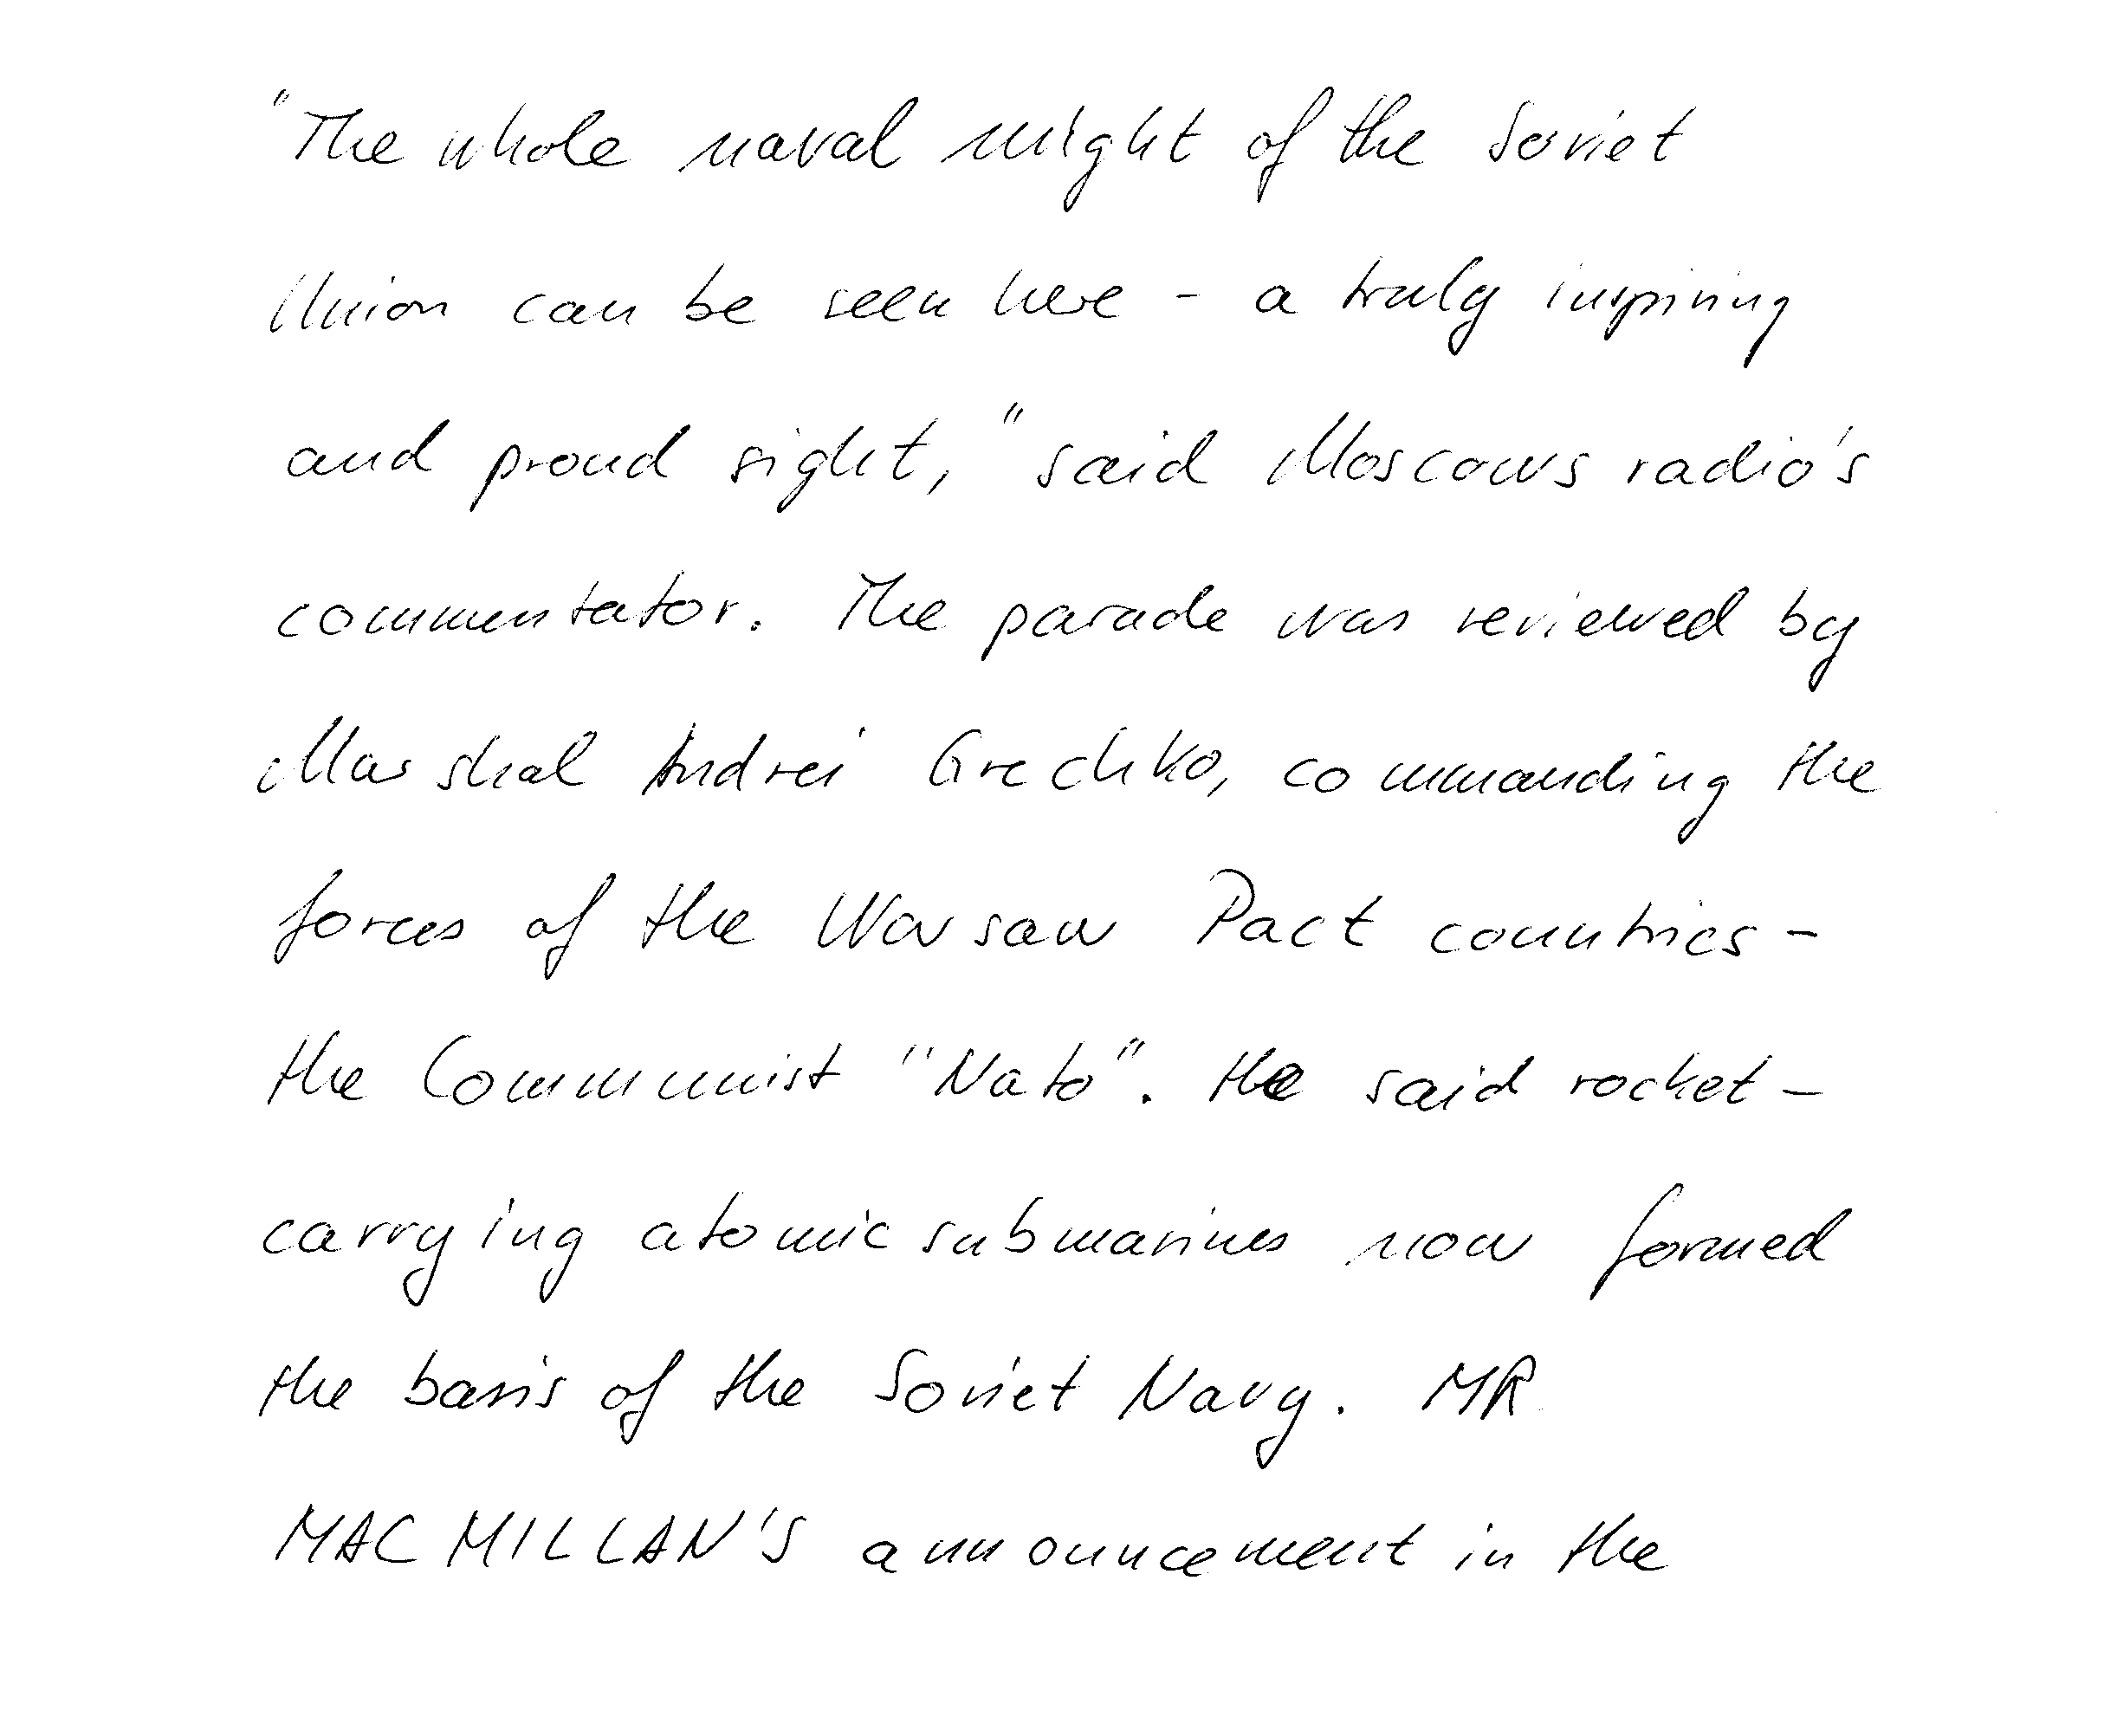 "The whole naval might of the Soviet
Union can be seen here - a truly inspiring
and proud sight," said Moscows radio's
commentator. The parade was reviewed by
Marshal Andrei Grechko, commanding the
forces of the Warsaw Pact countries -
the Communist "Nato". He said rocket-
carrying atomic submarines now formed
the basis of the Soviet Navy. MR
MACMILLAN'S announcement in the